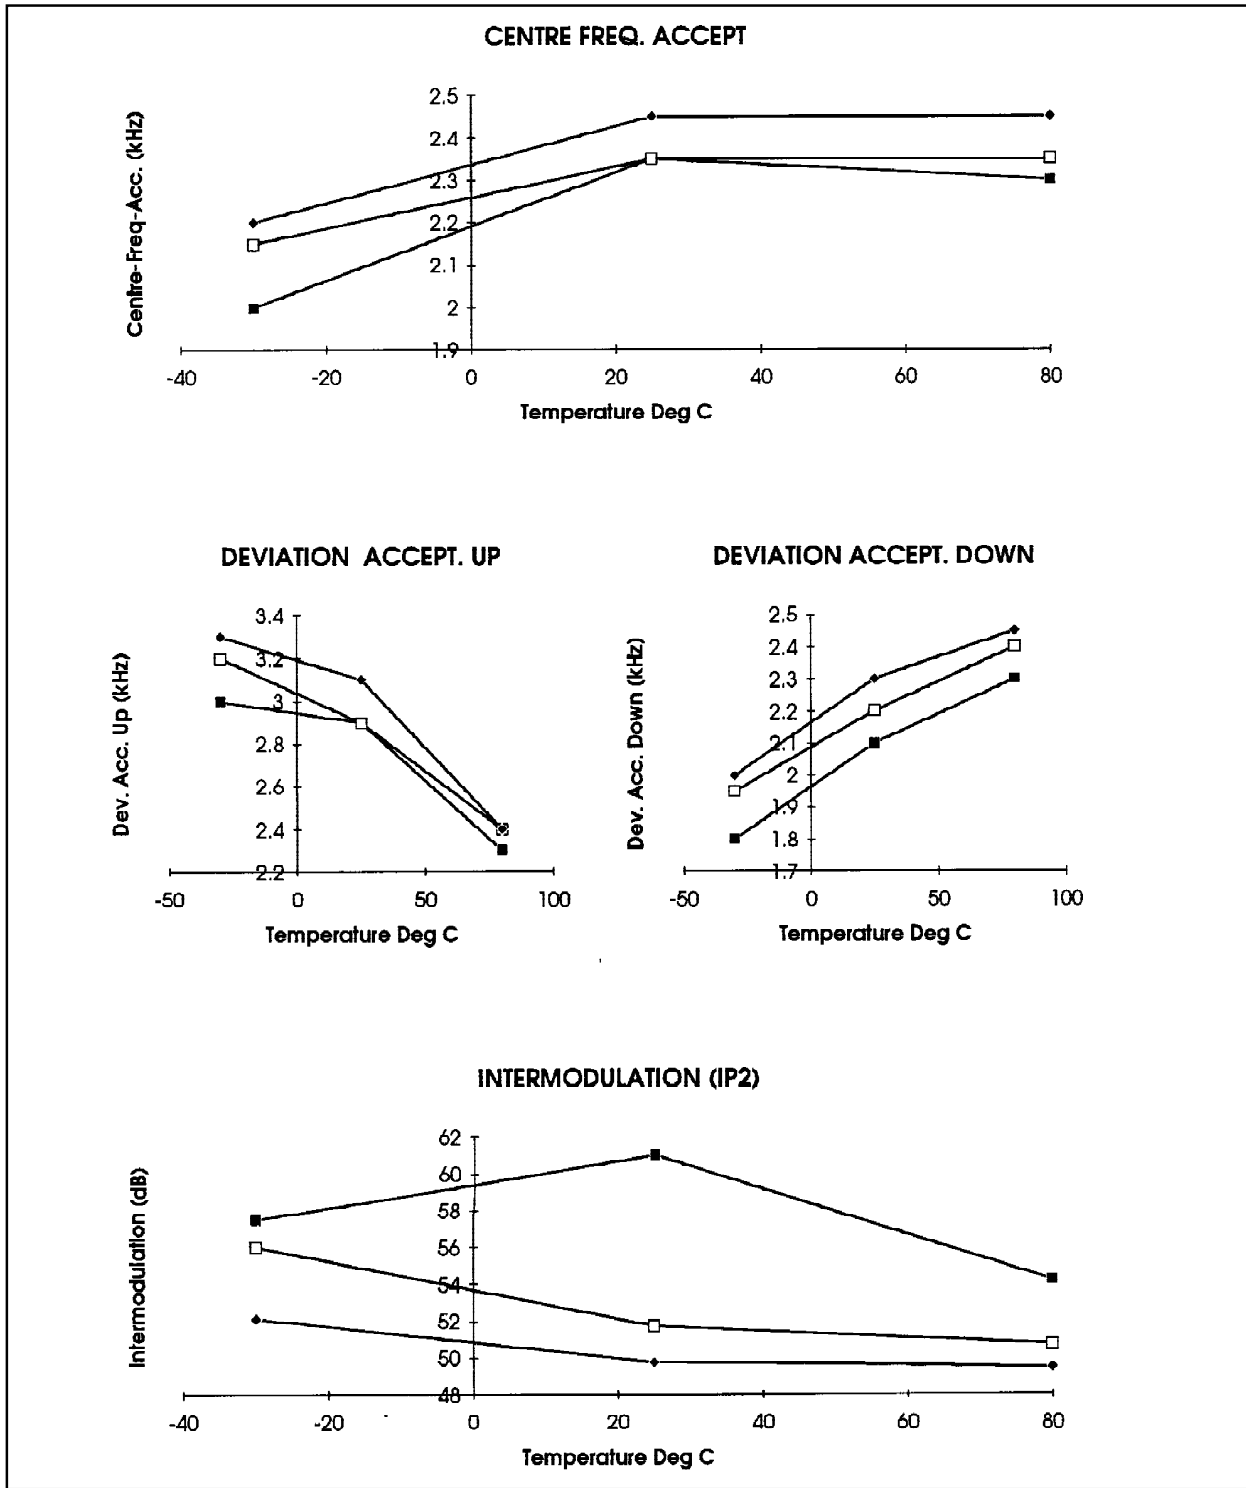 CENTRE FREQ. ACCEPT
Centre-Freq-Acc. (kHz)
2.5
2.4
2.3
2.2
2.1
2
1.9
-40 -20 0 20 40 60 80
Temperature Deg C
DEVIATION ACCEPT. UP
Dev. Acc. Up (kHz)
3.4
3.2
3
2.8
2.6
2.4
2.2
-50 0 50 100
Temperature Deg C
DEVIATION ACCEPT. DOWN
Dev. Acc. Down (kHz)
2.5
2.4
2.3
2.2
2.1
2
1.9
1.8
1.7
-50 0 50 100
Temperature Deg C
INTERMODULATION (IP2)
Intermodulation (dB)
62
60
58
56
54
52
50
48
-40 -20 0 20 40 60 80
Temperature Deg C